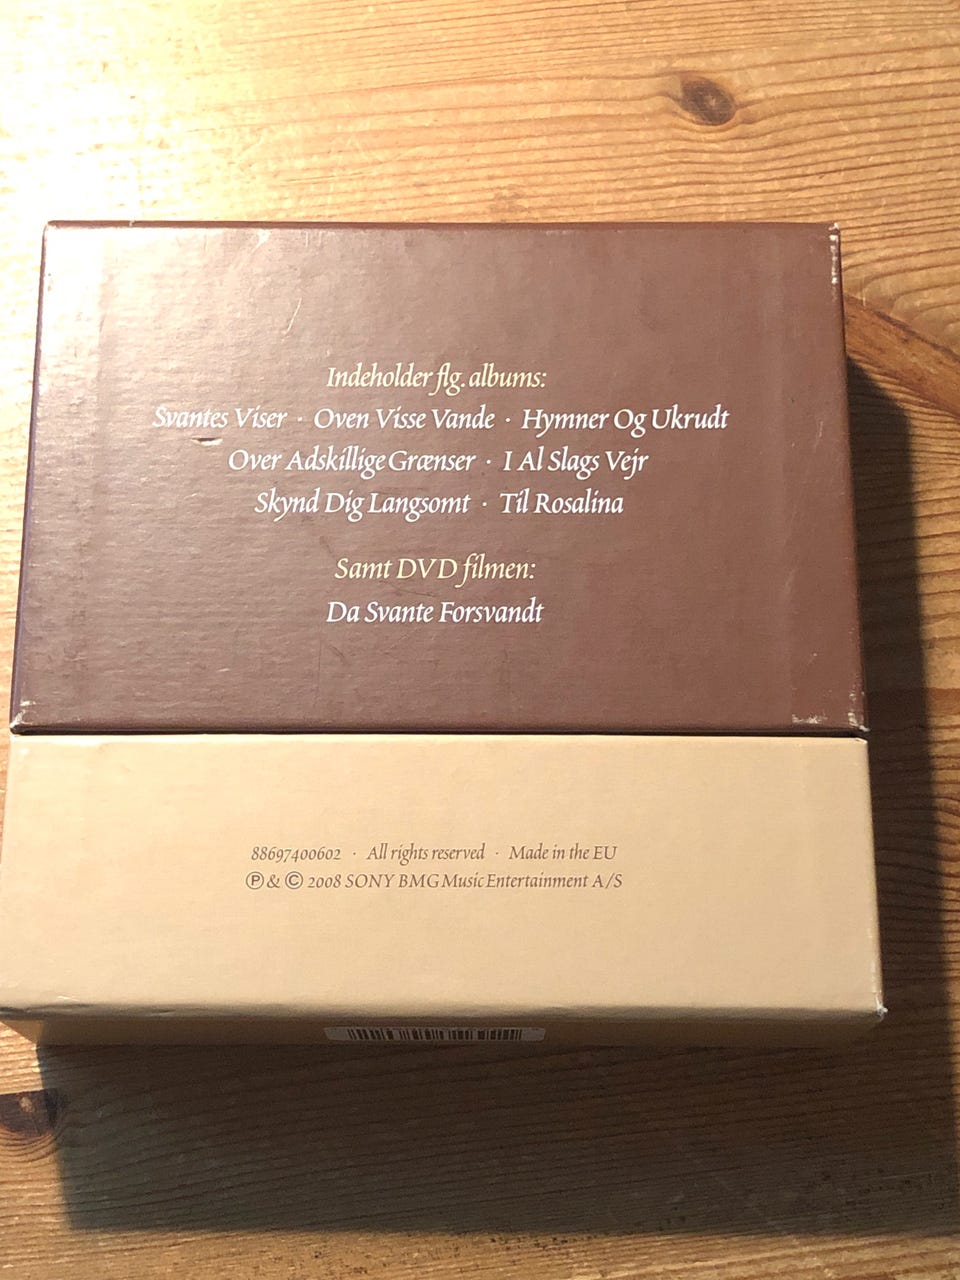 Indeholder flg. albums:
Svantes Viser · Oven Visse Vande · Hymner Og Ukrudt
Over Adskillige Grænser · I Al Slags Vejr
Skynd Dig Langsomt · Til Rosalina
Samt DVD filmen:
Da Svante Forsvandt
88697400602 · All rights reserved · Made in the EU
Ⓟ & © 2008 SONY BMG Music Entertainment A/S